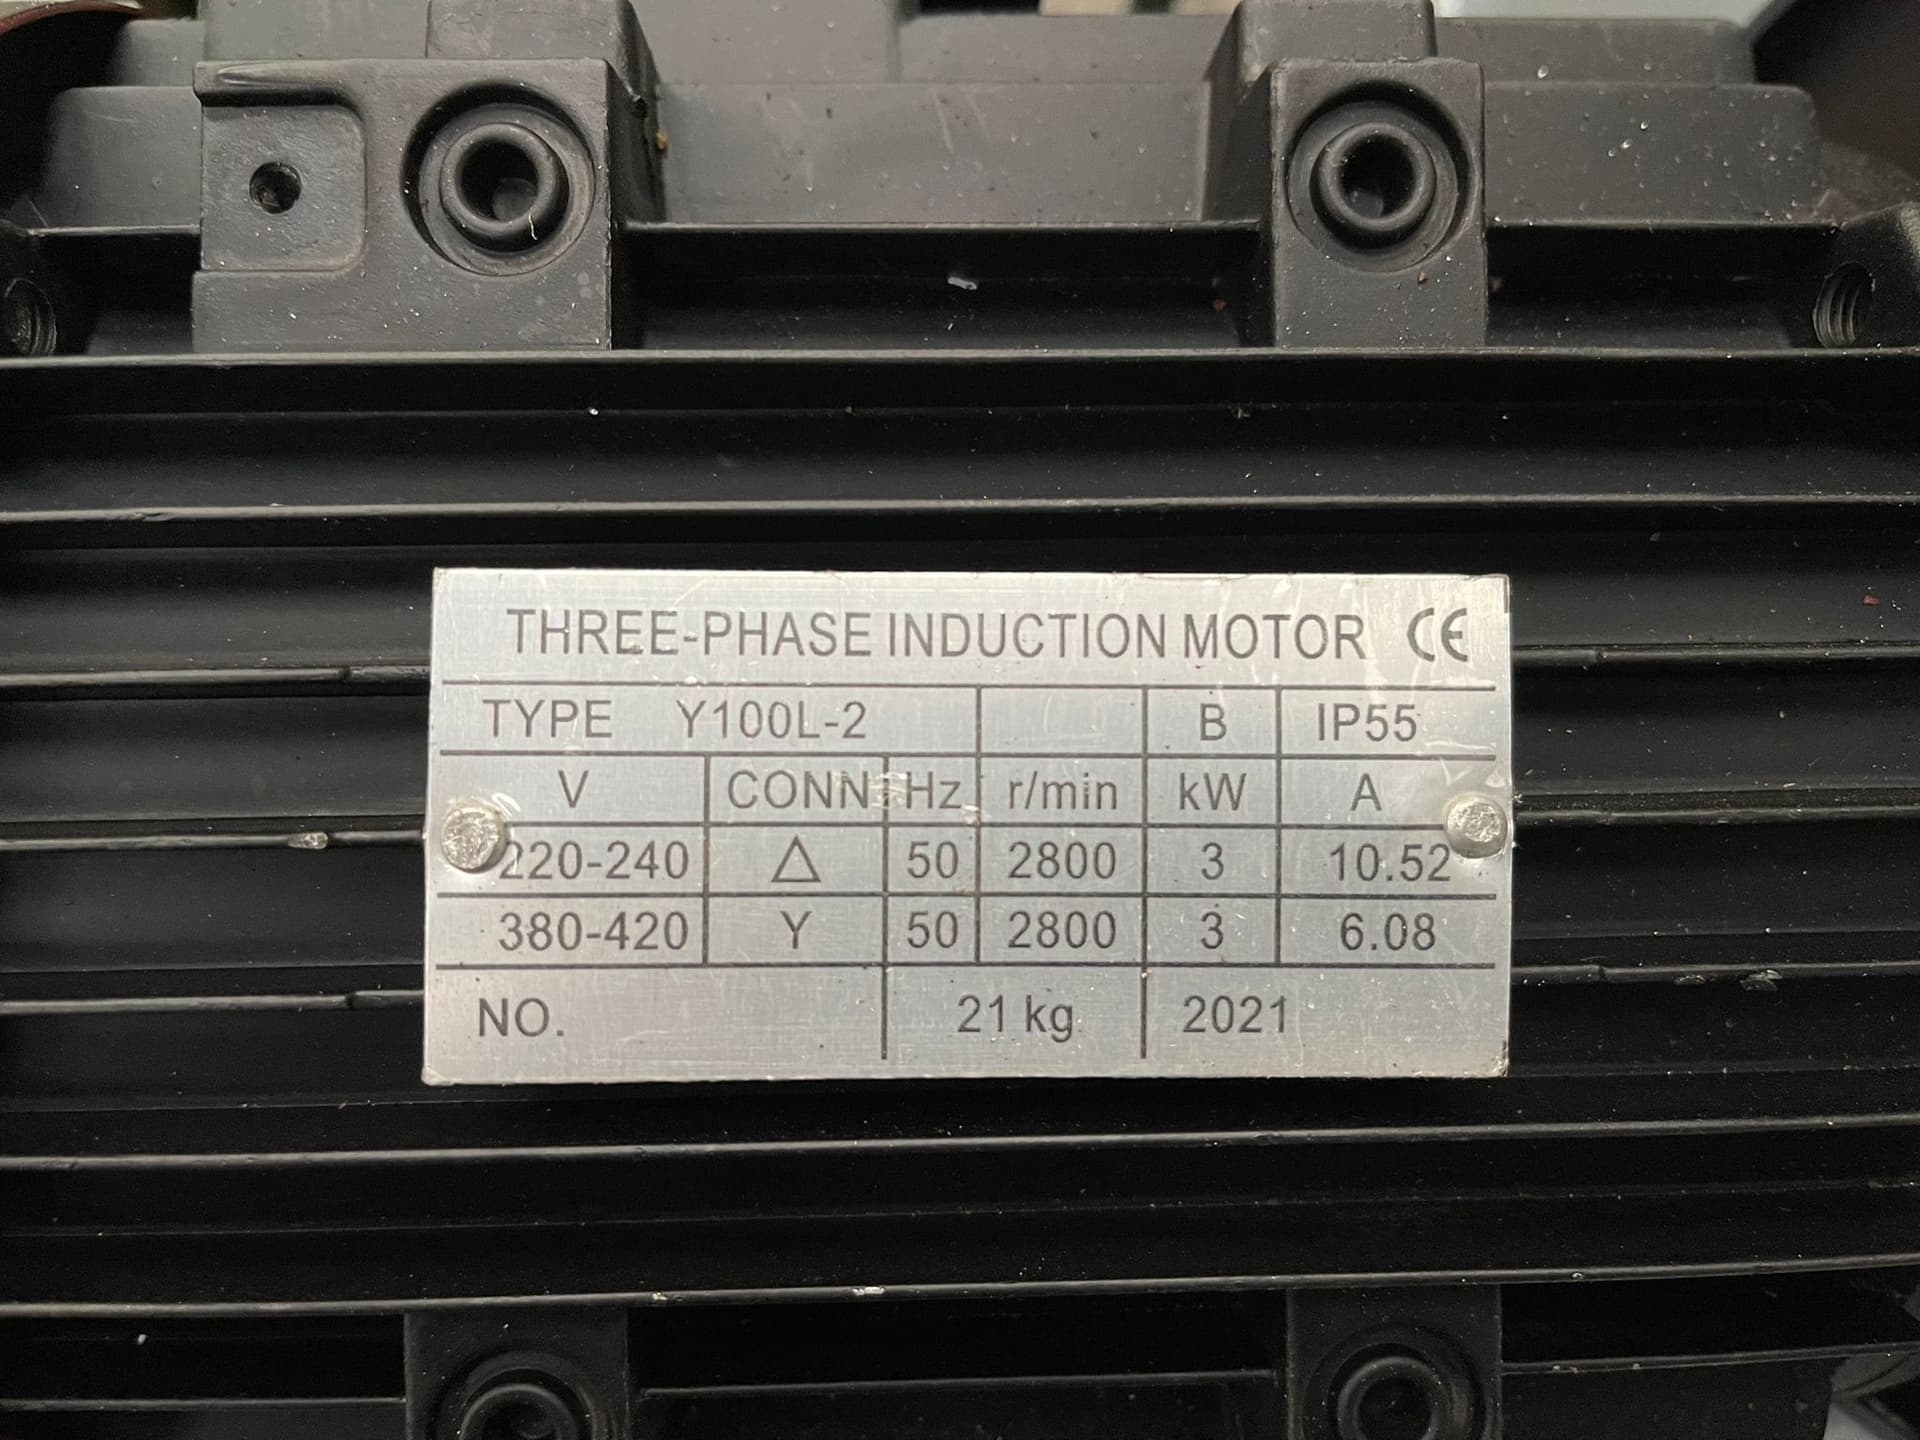 THREE-PHASE INDUCTION MOTOR CE
TYPE Y100L-2 B IP55
V CONN Hz r/min kW A
220-240 △ 50 2800 3 10.52
380-420 Y 50 2800 3 6.08
NO. 21 kg 2021